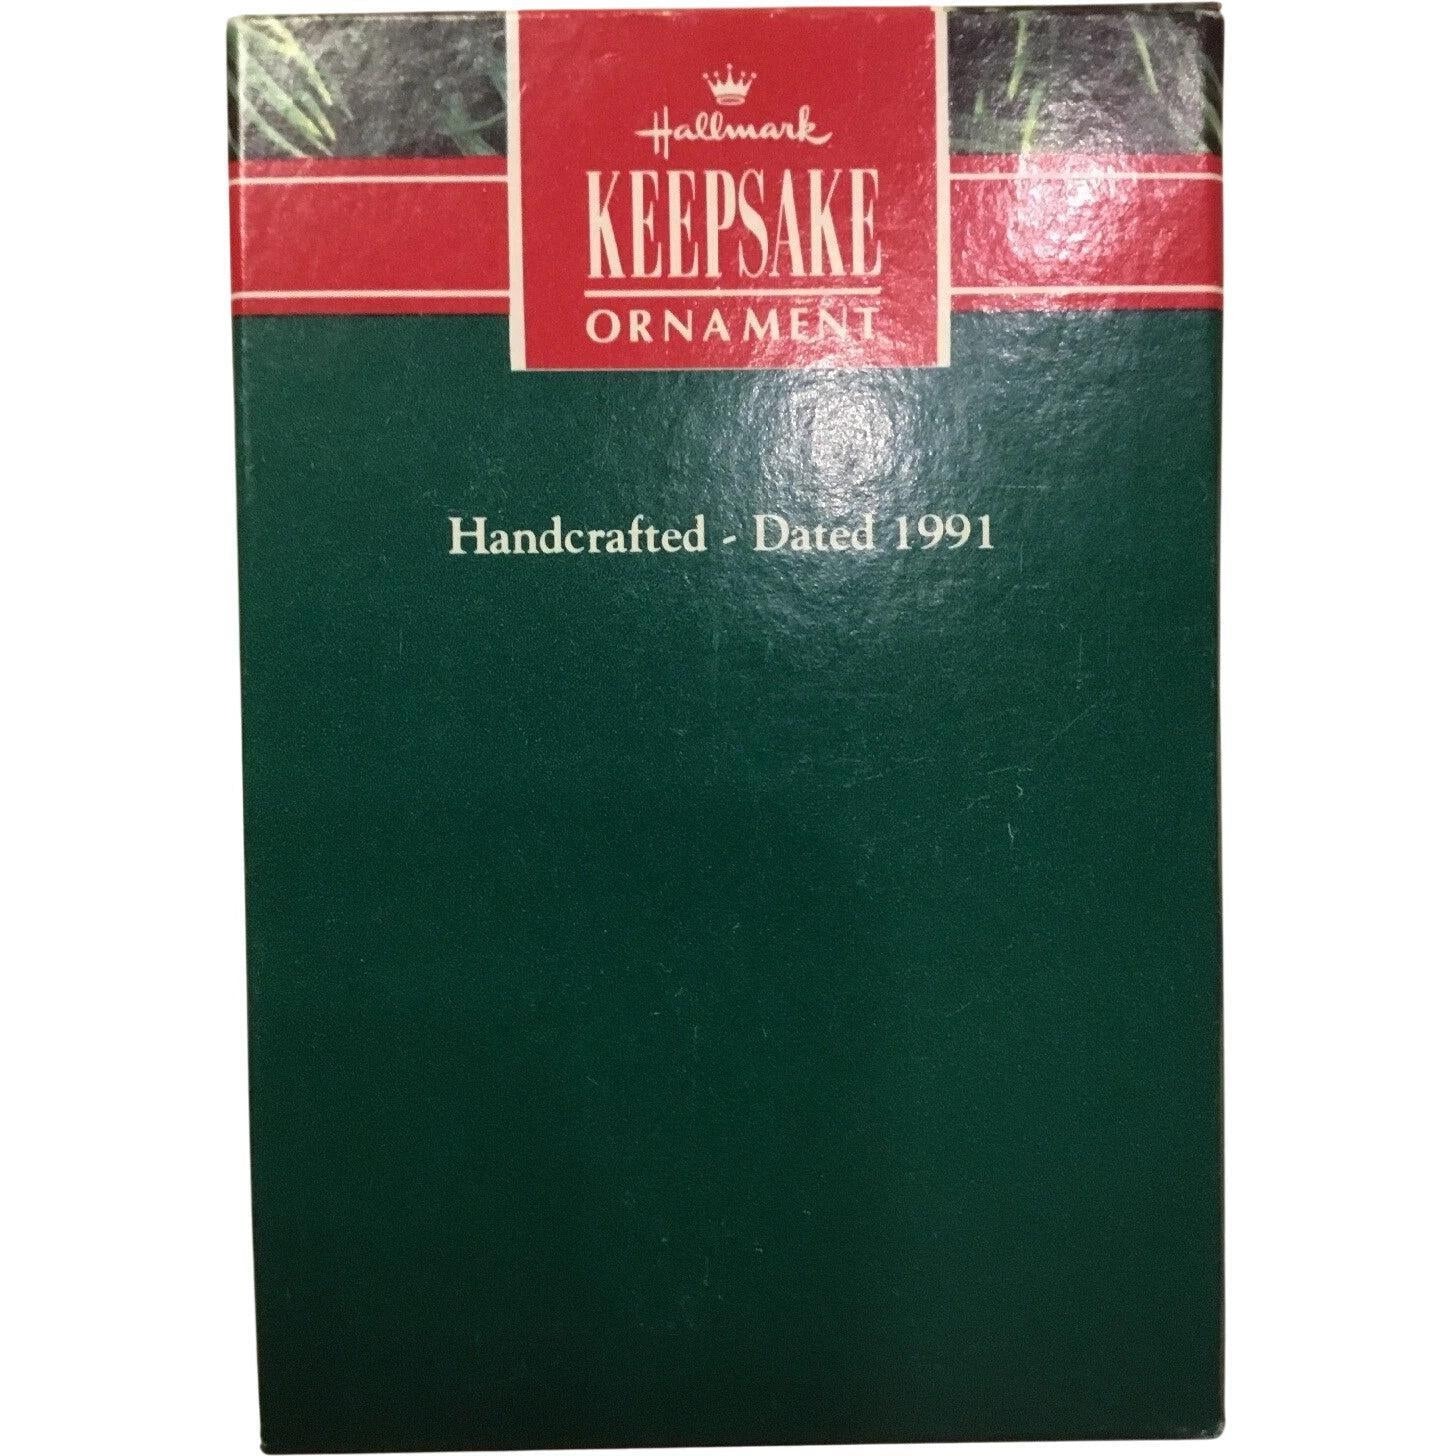 Hallmark
KEEPSAKE
ORNAMENT
Handcrafted - Dated 1991